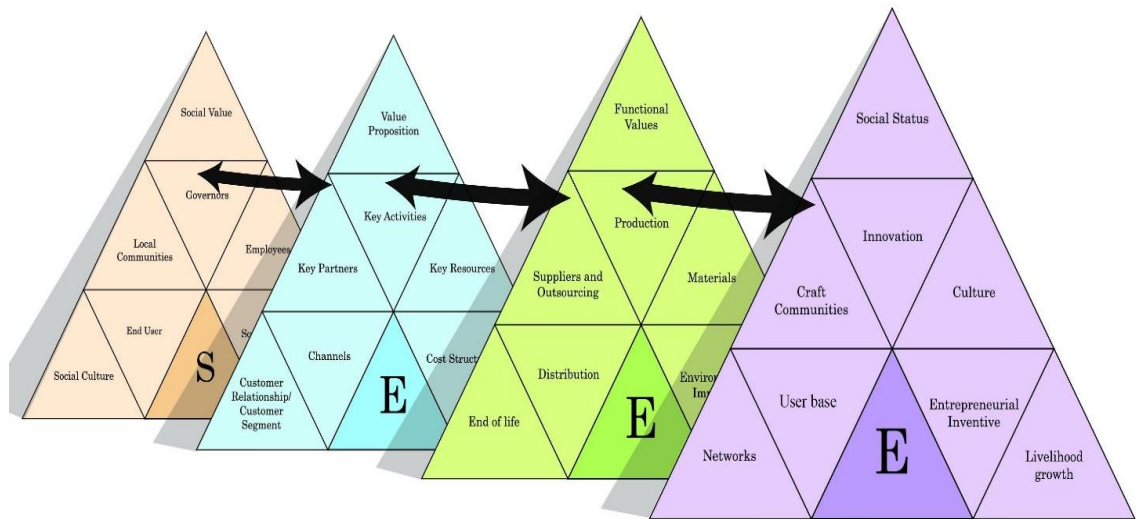 Social Value
Governors
Local
Communities
Employees
Social Culture
End User
S
Value
Proposition
Key Activities
Key Partners
Key Resources
Customer
Relationship/
Customer
Segment
Channels
E
Functional
Values
Production
Suppliers and
Outsourcing
Materials
End of life
Distribution
E
Social Status
Innovation
Craft
Communities
Culture
Networks
User base
E
Entrepreneurial
Inventive
Livelihood
growth
Cost